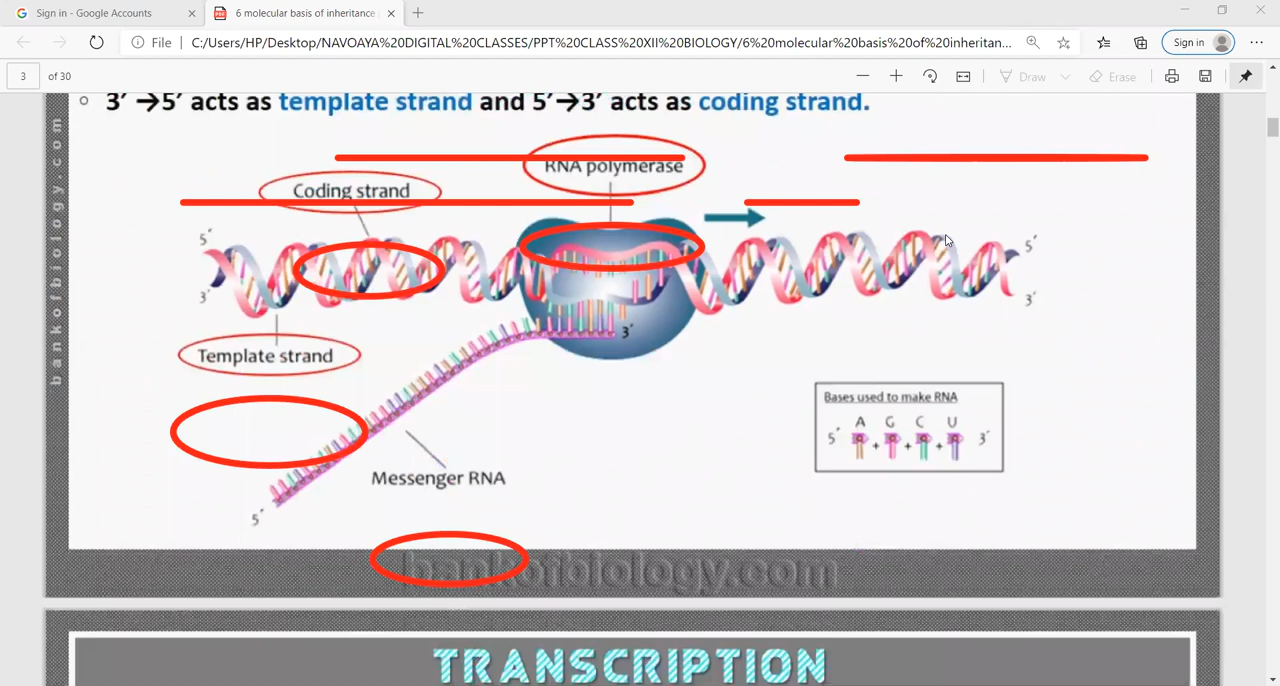 Sign in - Google Accounts
6 molecular basis of inheritance
File
C:/Users/HP/Desktop/NAVOAYA%20DIGITAL%20CLASSES/PPT%20CLASS%20XII%20BIOLOGY/6%20molecular%20basis%20of%20inheritan...
Sign in
3 of 30
Draw
Erase
3′ →5′ acts as template strand and 5′→3′ acts as coding strand.
RNA polymerase
Coding strand
5′
5′
3′
3′
3′
Template strand
Bases used to make RNA
A G C U
5′ + + + 3′
Messenger RNA
5′
bankofbiology.com
bankofbiology.com
TRANSCRIPTION